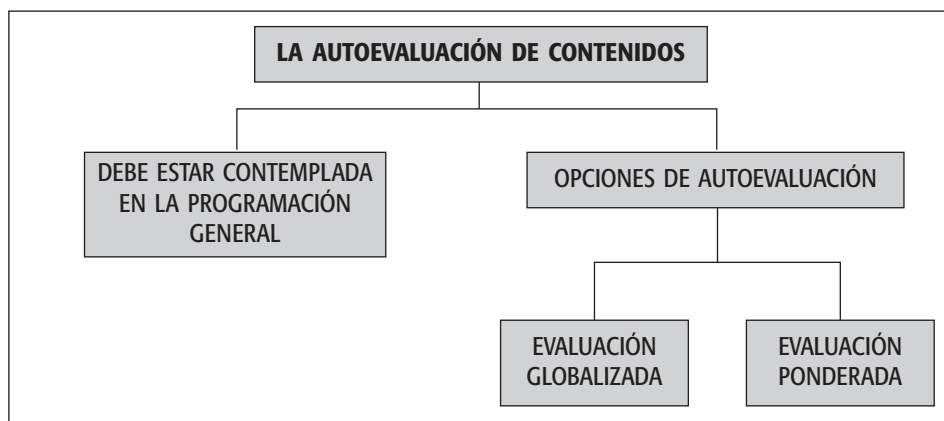 LA AUTOEVALUACIÓN DE CONTENIDOS
DEBE ESTAR CONTEMPLADA
EN LA PROGRAMACIÓN
GENERAL
OPCIONES DE AUTOEVALUACIÓN
EVALUACIÓN
GLOBALIZADA
EVALUACIÓN
PONDERADA